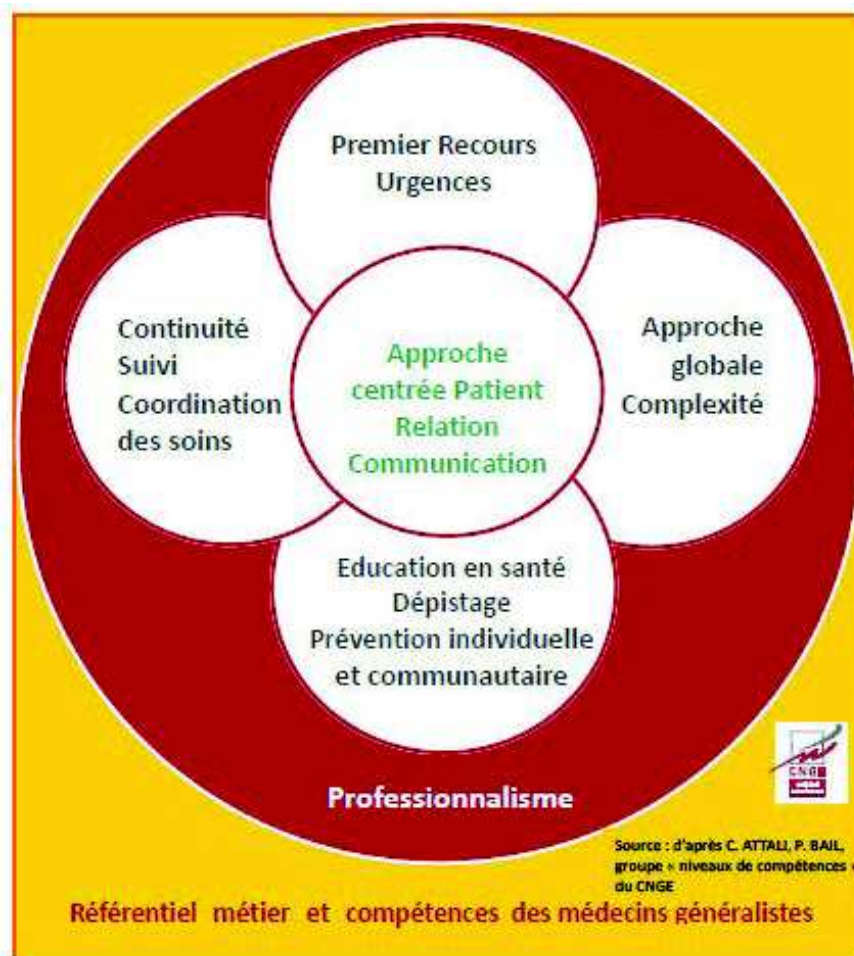 Premier Recours
Urgences
Continuité
Suivi
Coordination
des soins
Approche
globale
Complexité
Approche
centrée Patient
Relation
Communication
Education en santé
Dépistage
Prévention individuelle
et communautaire
Professionnalisme
CNGE
Source : d'après C. ATTALI, P. BAIL,
groupe « niveaux de compétences »
du CNGE
Référentiel métier et compétences des médecins généralistes